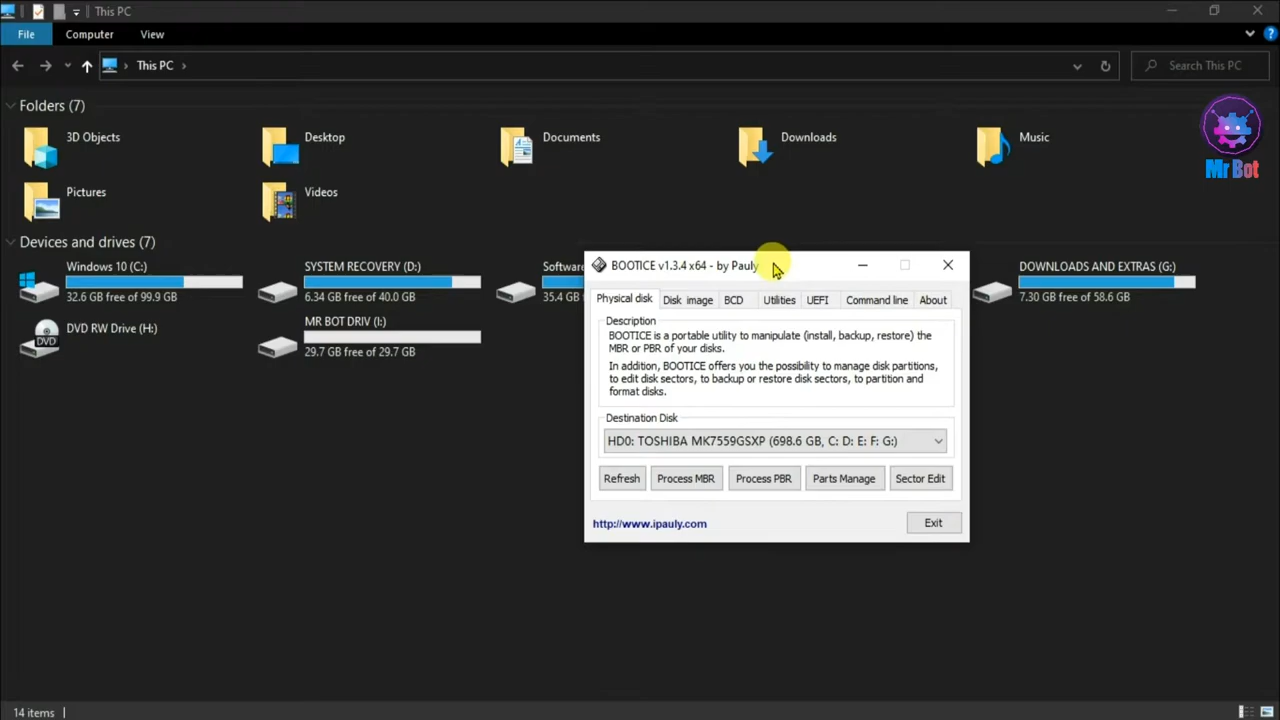 This PC
File
Computer
View
This PC
Search This PC
Folders (7)
3D Objects
Desktop
Documents
Downloads
Music
Mr Bot
Pictures
Videos
Devices and drives (7)
Windows 10 (C:)
32.6 GB free of 99.9 GB
SYSTEM RECOVERY (D:)
6.34 GB free of 40.0 GB
Software
35.4 GB
DOWNLOADS AND EXTRAS (G:)
7.30 GB free of 58.6 GB
DVD RW Drive (H:)
DVD
MR BOT DRIV (I:)
29.7 GB free of 29.7 GB
BOOTICE v1.3.4 x64 - by Pauly
Physical disk
Disk image
BCD
Utilities
UEFI
Command line
About
Description
BOOTICE is a portable utility to manipulate (install, backup, restore) the
MBR or PBR of your disks.
In addition, BOOTICE offers you the possibility to manage disk partitions,
to edit disk sectors, to backup or restore disk sectors, to partition and
format disks.
Destination Disk
HD0: TOSHIBA MK7559GSXP (698.6 GB, C: D: E: F: G:)
Refresh
Process MBR
Process PBR
Parts Manage
Sector Edit
http://www.ipauly.com
Exit
14 items